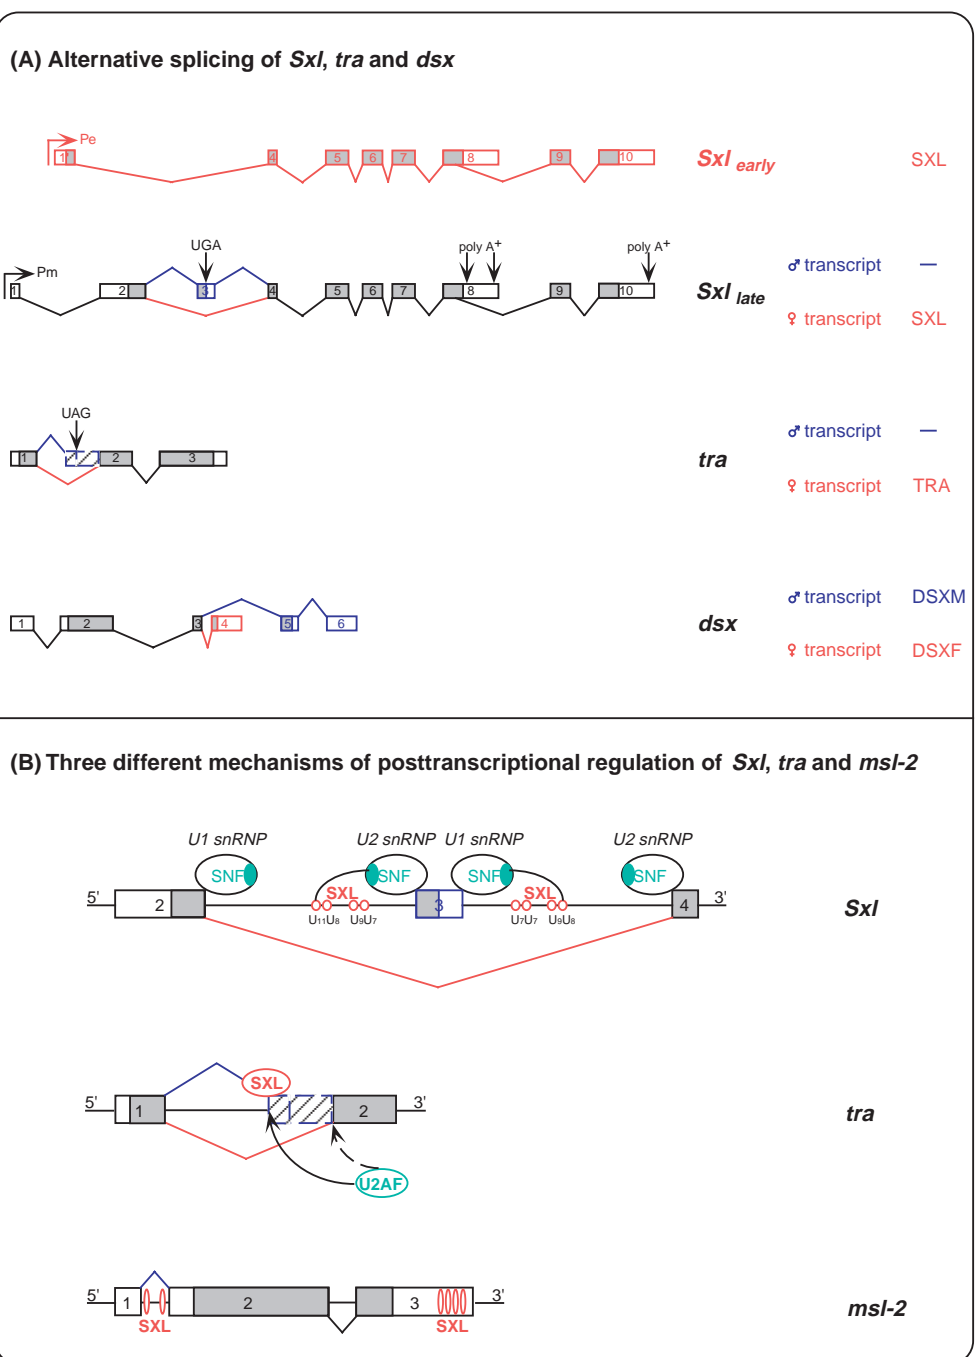 (A) Alternative splicing of Sxl, tra and dsx
Pe
1' 4 5 6 7 8 9 10 Sxl early SXL
UGA poly A+ poly A+
Pm
♂ transcript —
1 2 3 4 5 6 7 8 9 10 Sxl late
♀ transcript SXL
UAG
♂ transcript —
1 2 3 tra
♀ transcript TRA
♂ transcript DSXM
1 2 3 4 5 6 dsx
♀ transcript DSXF
(B) Three different mechanisms of posttranscriptional regulation of Sxl, tra and msl-2
U1 snRNP U2 snRNP U1 snRNP U2 snRNP
SNF SNF SNF SNF
SXL SXL
5' 2 3 4 3' Sxl
U11U8 U9U7 U7U7 U9U8
SXL
5' 1 2 3' tra
U2AF
5' 1 2 3 3' msl-2
SXL SXL